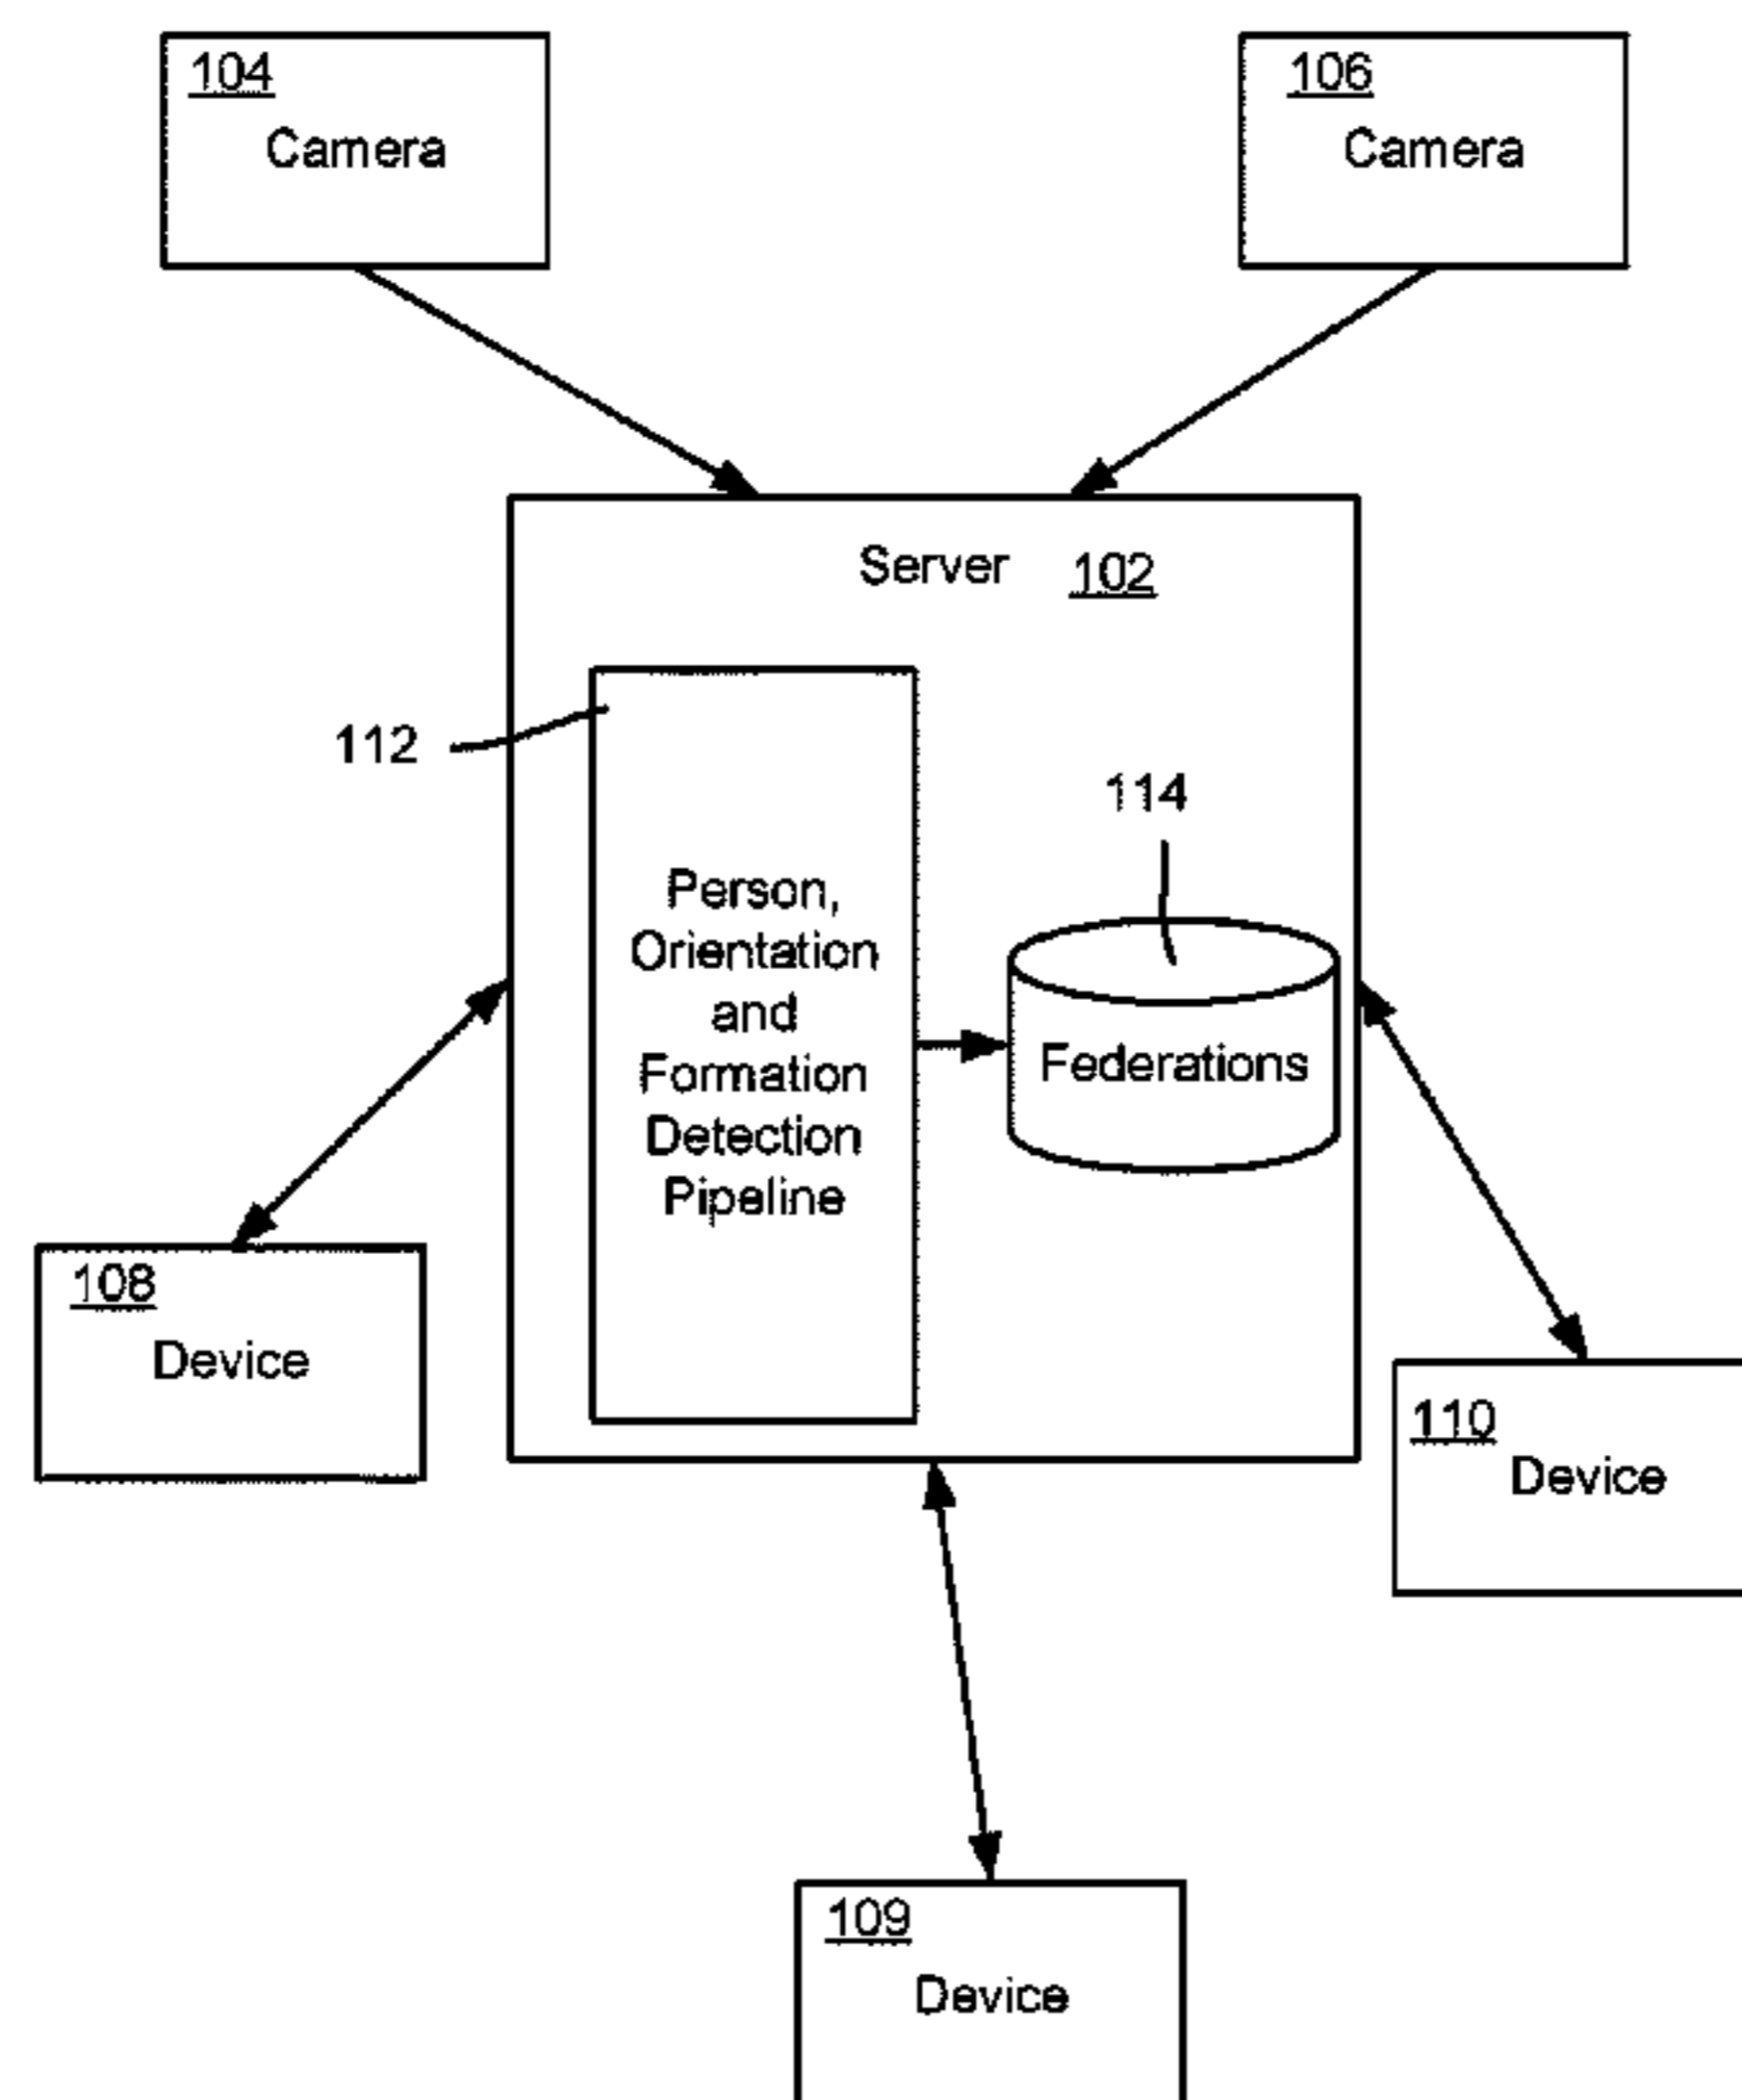 104
Camera
106
Camera
Server 102
112
114
Person,
Orientation
and
Formation
Detection
Pipeline
Federations
108
Device
110
Device
109
Device